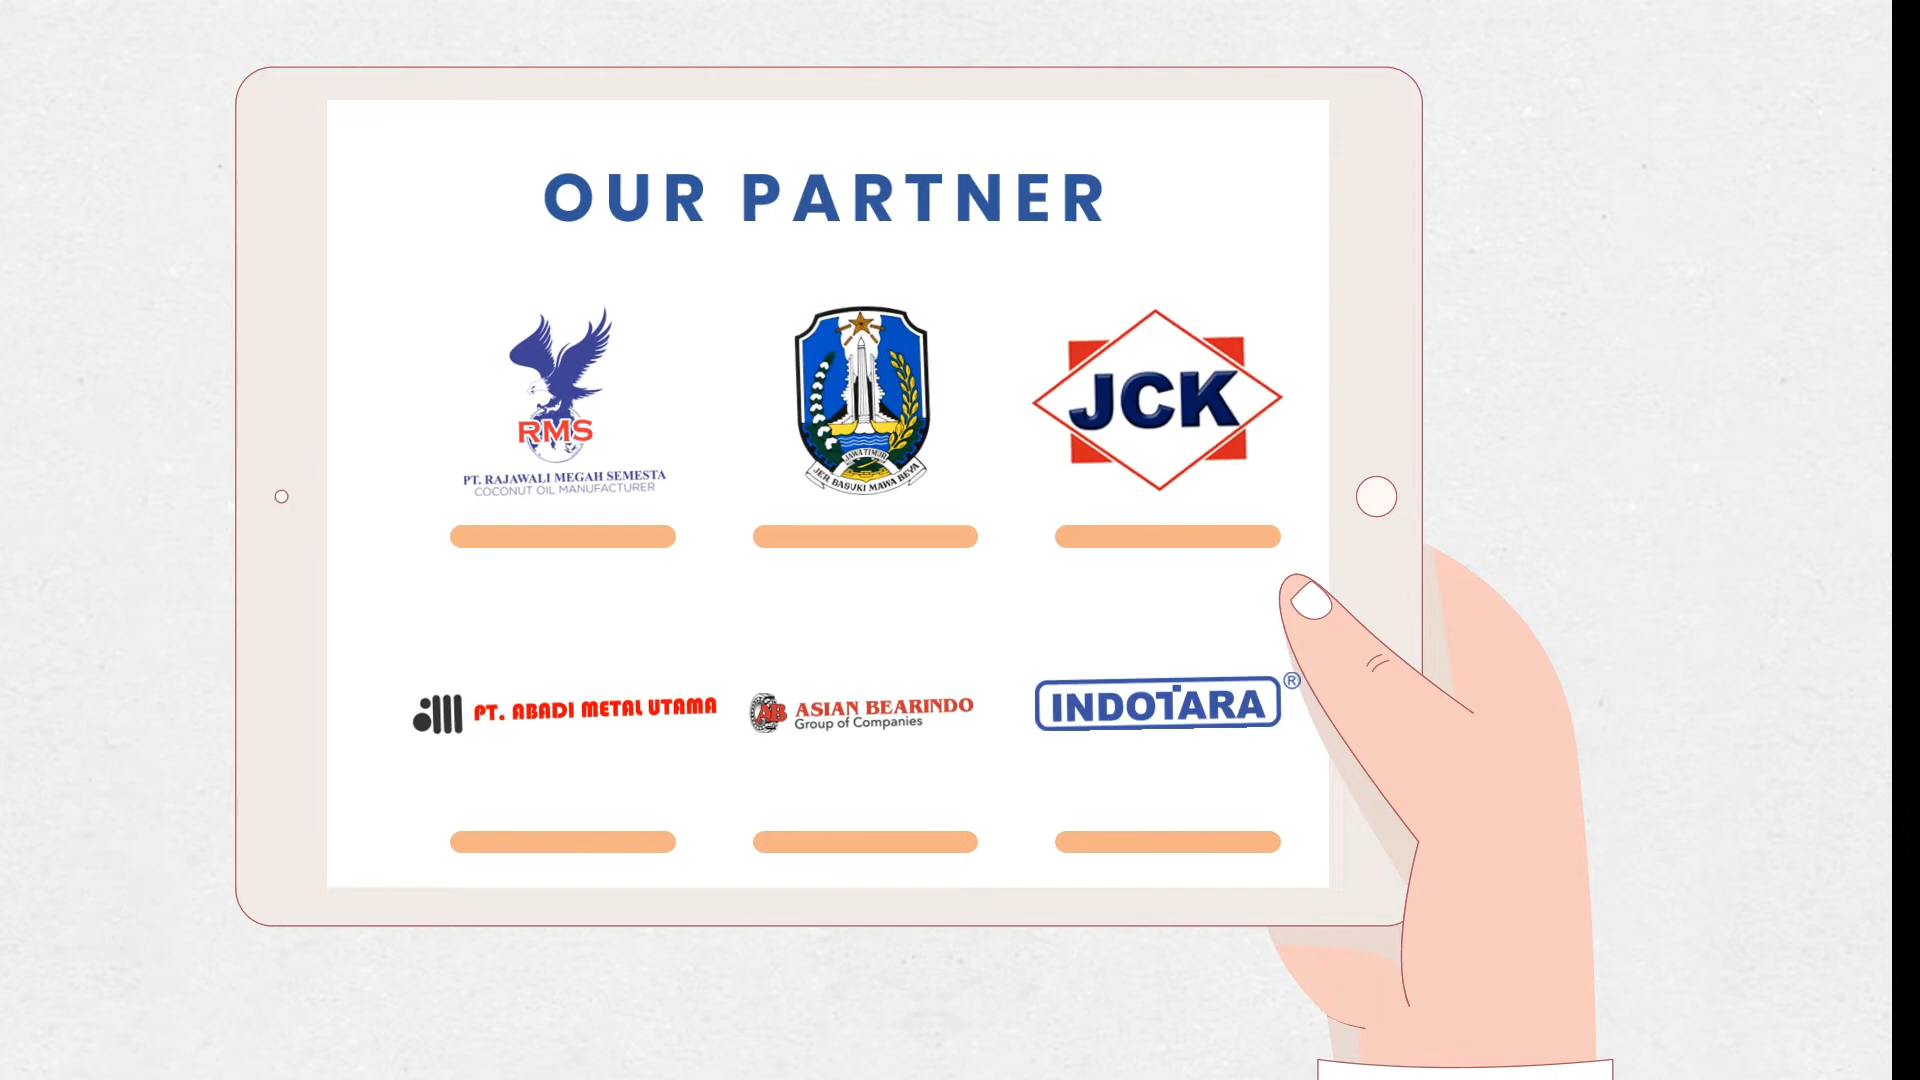 OUR PARTNER
RMS
PT. RAJAWALI MEGAH SEMESTA
COCONUT OIL MANUFACTURER
JAWA TIMUR
JER BASUKI MAWA BEYA
JCK
PT. ABADI METAL UTAMA
AB ASIAN BEARINDO
Group of Companies
INDOTARA ®